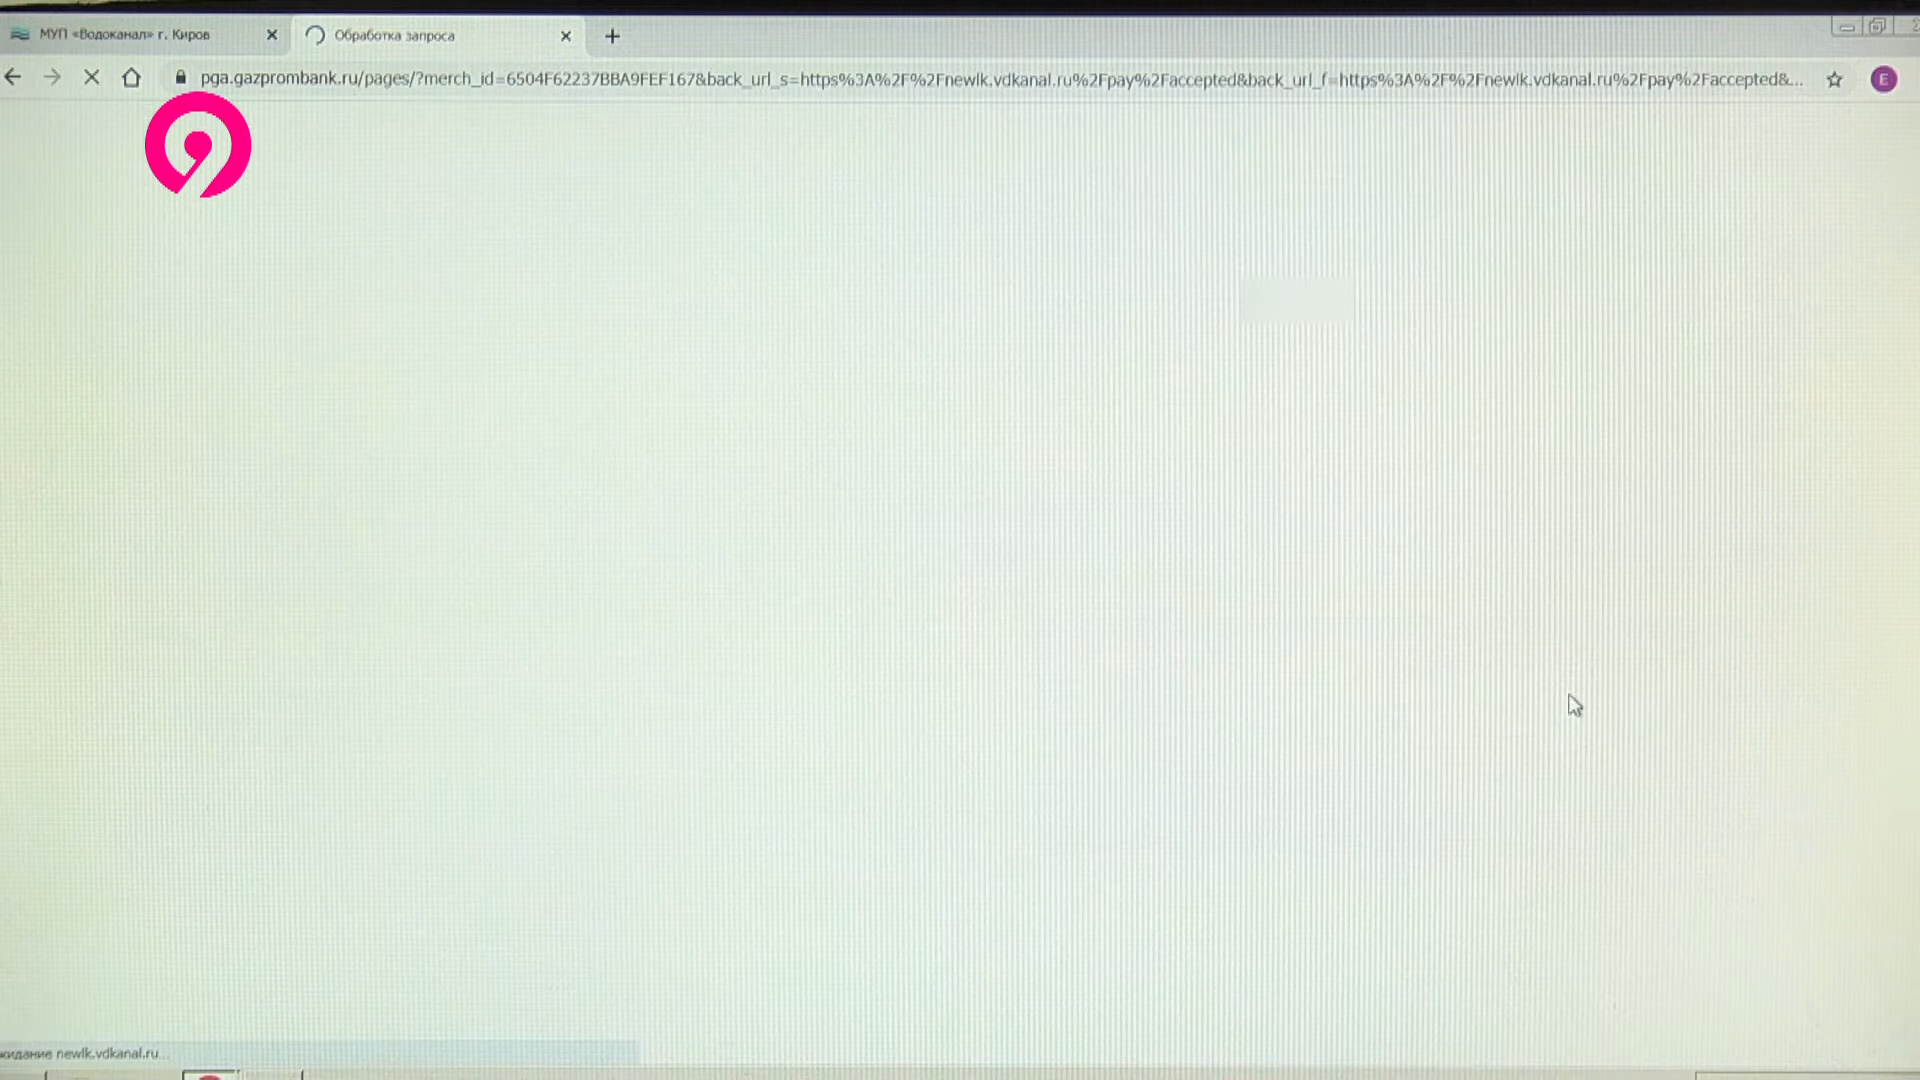 МУП «Водоканал» г. Киров
Обработка запроса
pga.gazprombank.ru/pages/?merch_id=6504F62237BBA9FEF167&back_url_s=https%3A%2F%2Fnewlk.vdkanal.ru%2Fpay%2Faccepted&back_url_f=https%3A%2F%2Fnewlk.vdkanal.ru%2Fpay%2Faccepted&...
E
newlk.vdkanal.ru...